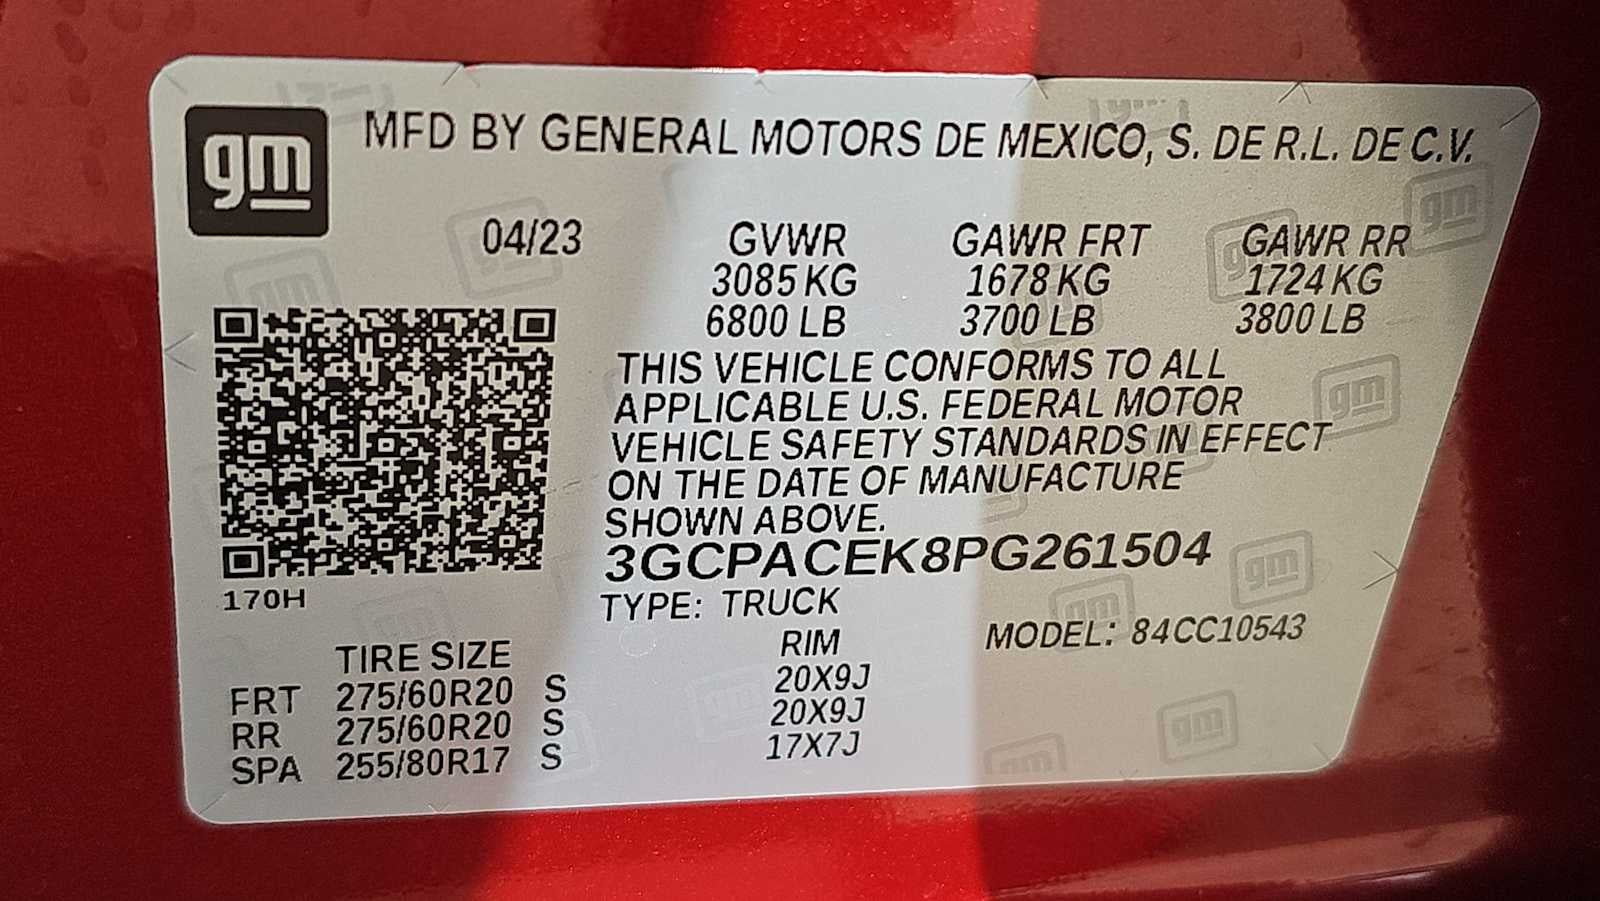 gm
MFD BY GENERAL MOTORS DE MEXICO, S. DE R.L. DE C.V.
04/23 GVWR GAWR FRT GAWR RR
3085 KG 1678 KG 1724 KG
6800 LB 3700 LB 3800 LB
THIS VEHICLE CONFORMS TO ALL
APPLICABLE U.S. FEDERAL MOTOR
VEHICLE SAFETY STANDARDS IN EFFECT
ON THE DATE OF MANUFACTURE
SHOWN ABOVE.
3GCPACEK8PG261504
170H
TYPE: TRUCK
MODEL: 84CC10543
TIRE SIZE RIM
FRT 275/60R20 S 20X9J
RR 275/60R20 S 20X9J
SPA 255/80R17 S 17X7J